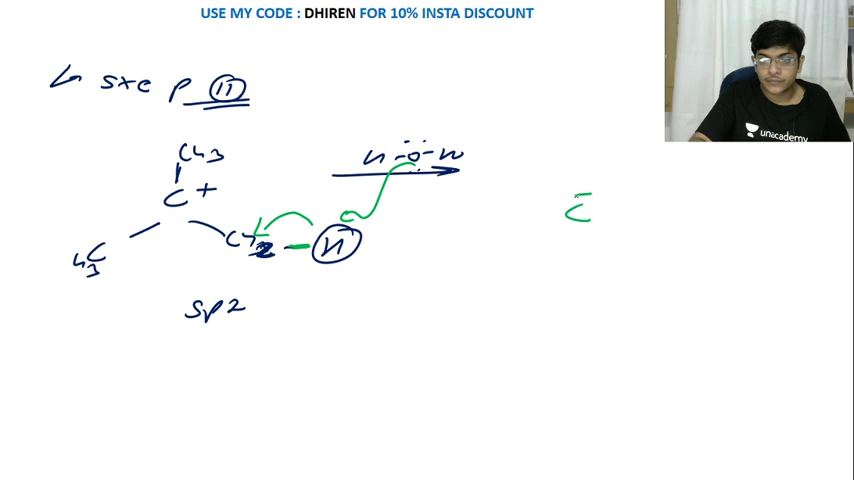 USE MY CODE : DHIREN FOR 10% INSTA DISCOUNT
step II
CH3
H-O-H
C+
CH2 - H
H3C
C
sp2
unacademy